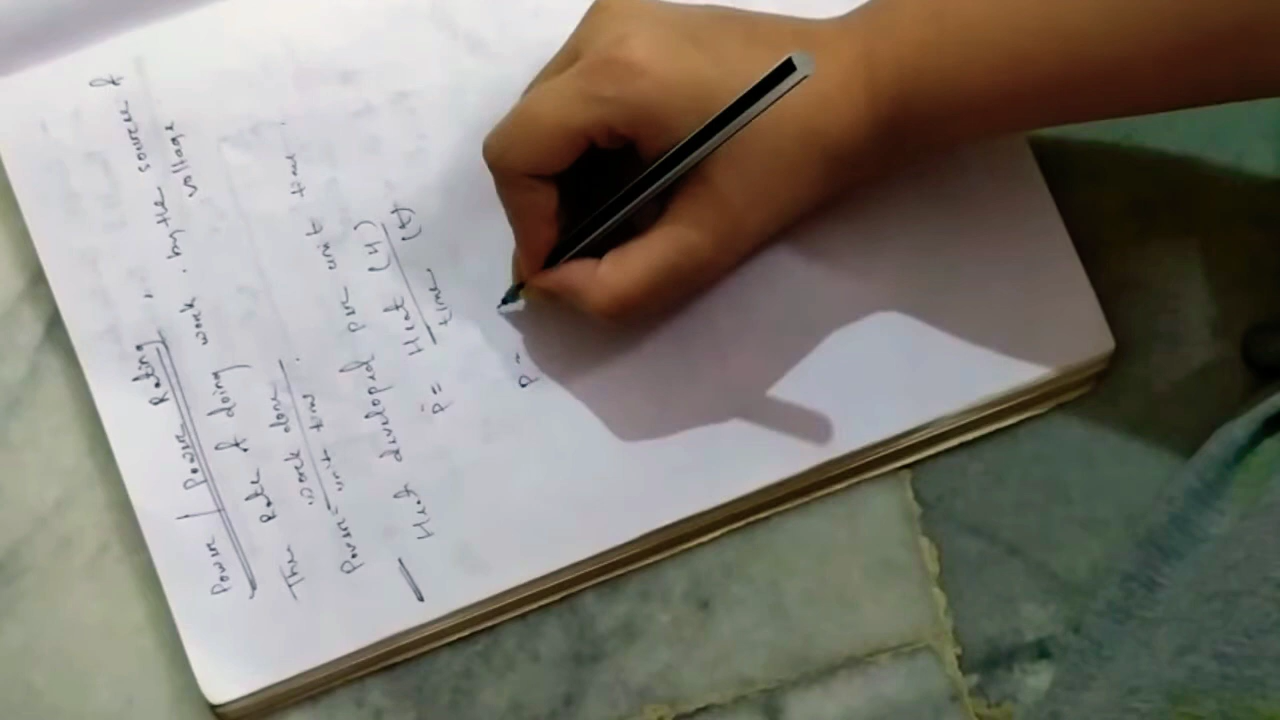 Power / Power Rating
The Rate of doing work . by the source of voltage
Power = work done
unit time .
Heat developed per unit time
P = Heat (H)
time (t)
P =